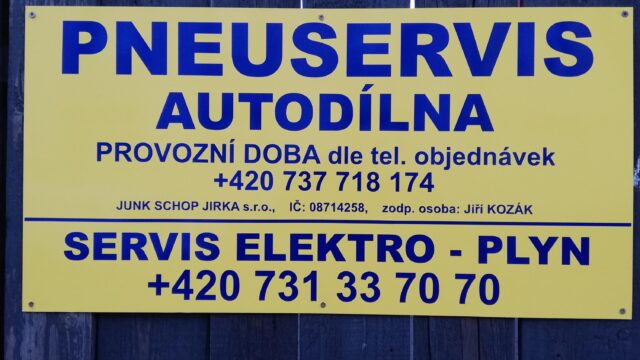 PNEUSERVIS
AUTODÍLNA
PROVOZNÍ DOBA dle tel. objednávek
+420 737 718 174
JUNK SCHOP JIRKA s.r.o., IČ: 08714258, zodp. osoba: Jiří KOZÁK
SERVIS ELEKTRO - PLYN
+420 731 33 70 70